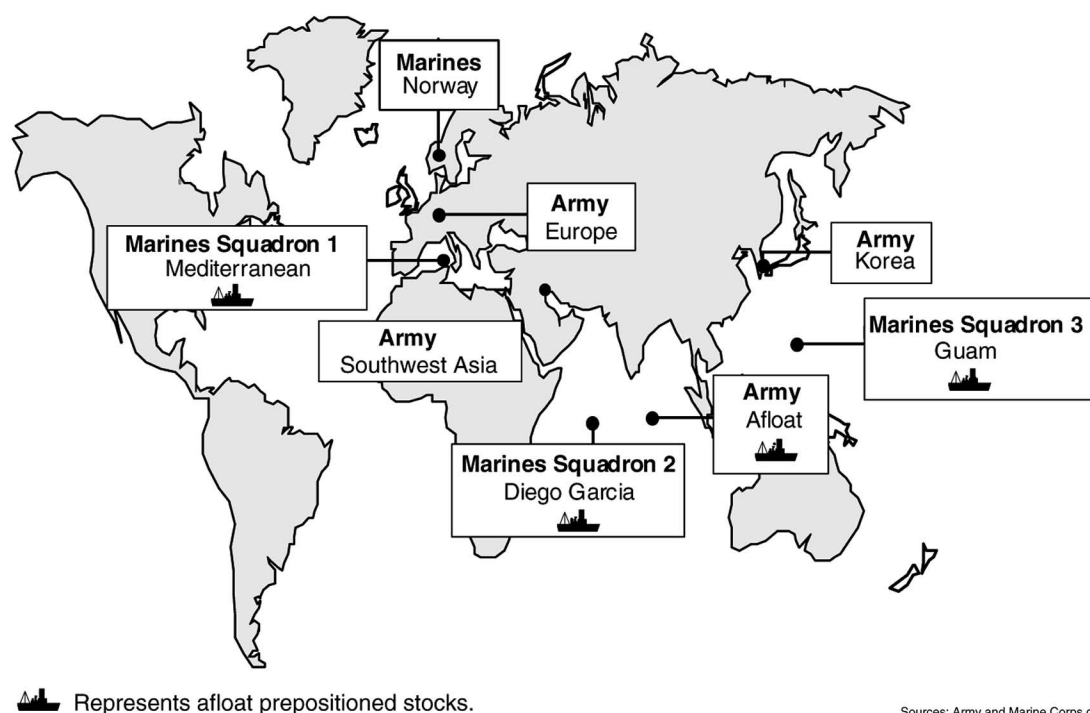 Marines
Norway
Army
Europe
Marines Squadron 1
Mediterranean
Army
Korea
Army
Southwest Asia
Marines Squadron 3
Guam
Army
Afloat
Marines Squadron 2
Diego Garcia
Represents afloat prepositioned stocks.
Sources: Army and Marine Corps